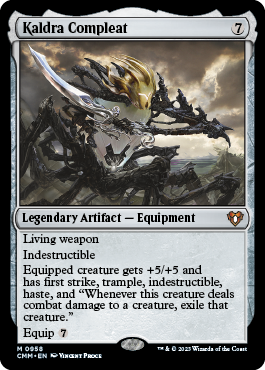 Kaldra Compleat 7
Legendary Artifact — Equipment
Living weapon
Indestructible
Equipped creature gets +5/+5 and
has first strike, trample, indestructible,
haste, and “Whenever this creature deals
combat damage to a creature, exile that
creature.”
Equip 7
M 0958
CMM • EN Vincent Proce ™ & © 2023 Wizards of the Coast